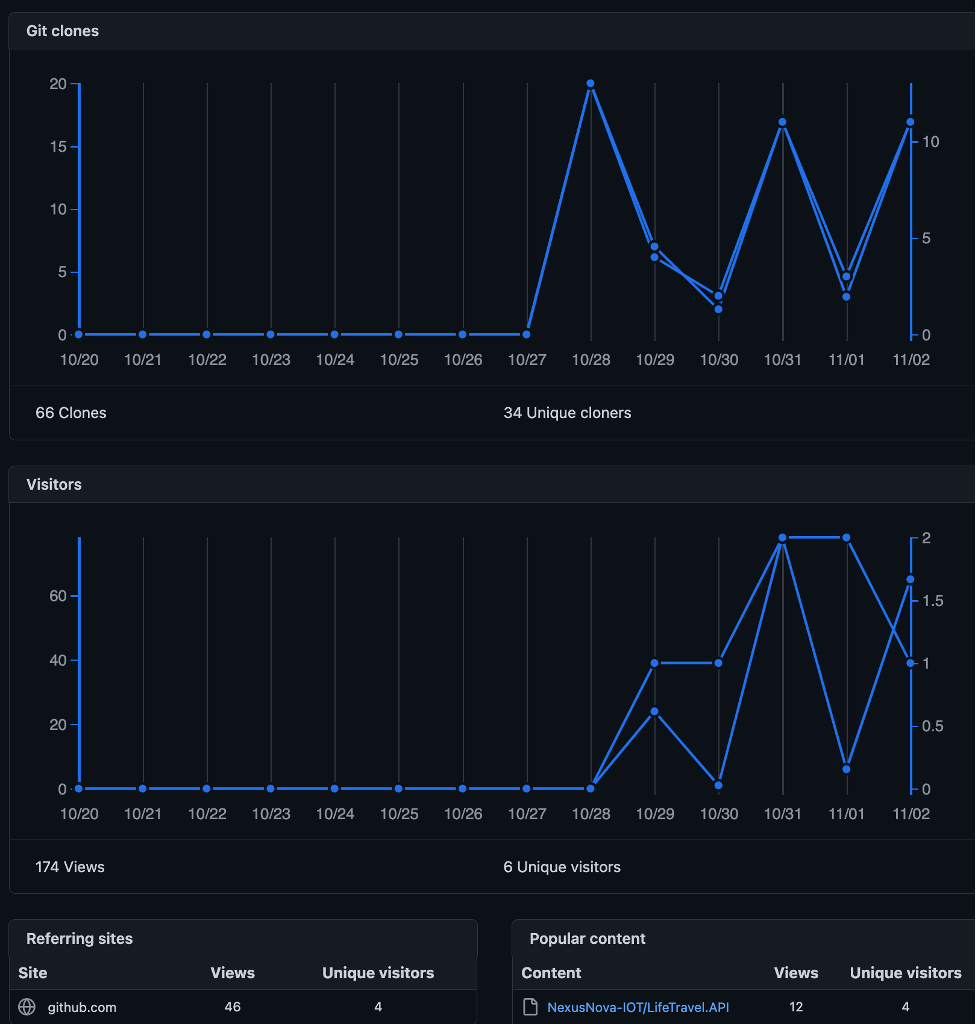 Git clones
20
15
10
5
0
10
5
0
10/20 10/21 10/22 10/23 10/24 10/25 10/26 10/27 10/28 10/29 10/30 10/31 11/01 11/02
66 Clones 34 Unique cloners
Visitors
60
40
20
0
2
1.5
1
0.5
0
10/20 10/21 10/22 10/23 10/24 10/25 10/26 10/27 10/28 10/29 10/30 10/31 11/01 11/02
174 Views 6 Unique visitors
Referring sites
Site Views Unique visitors
github.com 46 4
Popular content
Content Views Unique visitors
NexusNova-IOT/LifeTravel.API 12 4